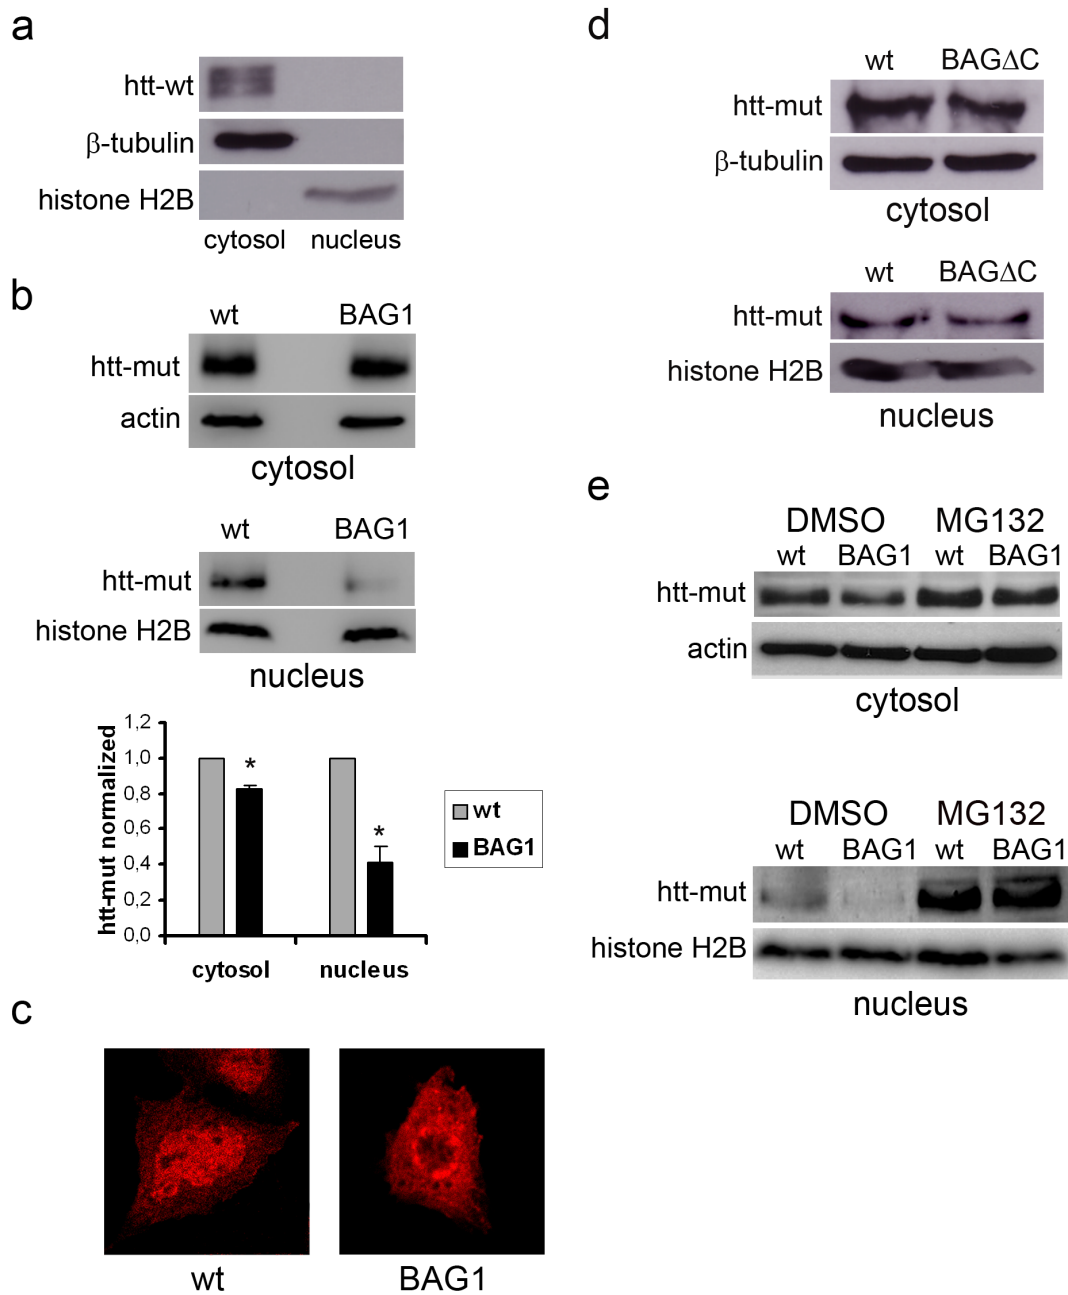 a
htt-wt
β-tubulin
histone H2B
cytosol nucleus
b
wt BAG1
htt-mut
actin
cytosol
wt BAG1
htt-mut
histone H2B
nucleus
htt-mut normalized
1,2
1,0
0,8
0,6
0,4
0,2
0,0
* *
cytosol nucleus
wt
BAG1
c
wt BAG1
d
wt BAGΔC
htt-mut
β-tubulin
cytosol
wt BAGΔC
htt-mut
histone H2B
nucleus
e
DMSO MG132
wt BAG1 wt BAG1
htt-mut
actin
cytosol
DMSO MG132
wt BAG1 wt BAG1
htt-mut
histone H2B
nucleus